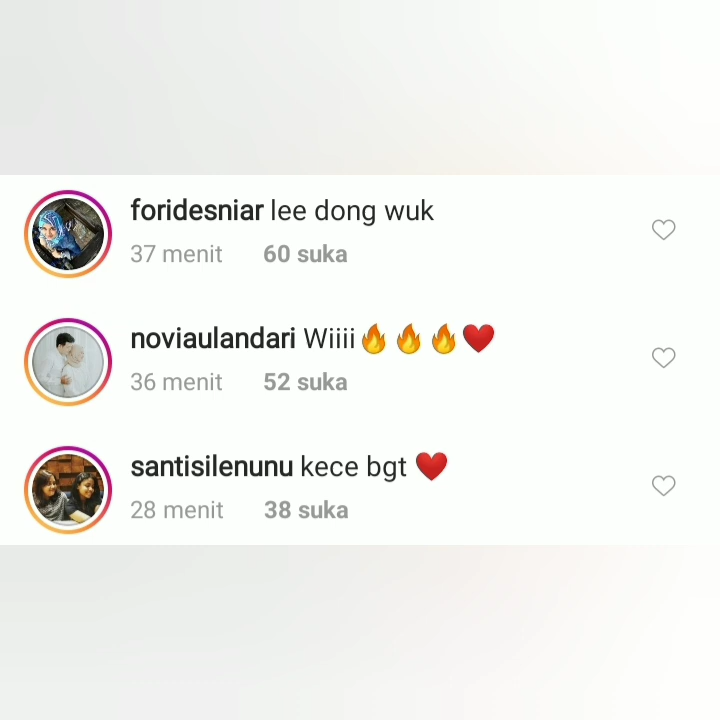 foridesniar lee dong wuk
37 menit 60 suka
noviaulandari Wiiii🔥🔥🔥❤️
36 menit 52 suka
santisilenunu kece bgt ❤️
28 menit 38 suka